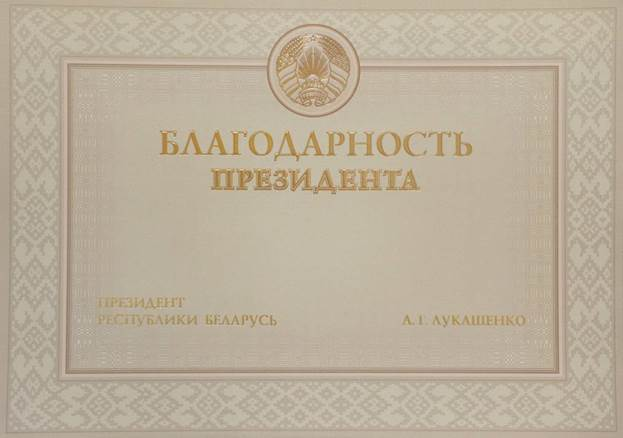 БЛАГОДАРНОСТЬ
ПРЕЗИДЕНТА
ПРЕЗИДЕНТ
РЕСПУБЛИКИ БЕЛАРУСЬ
А. Г. ЛУКАШЕНКО